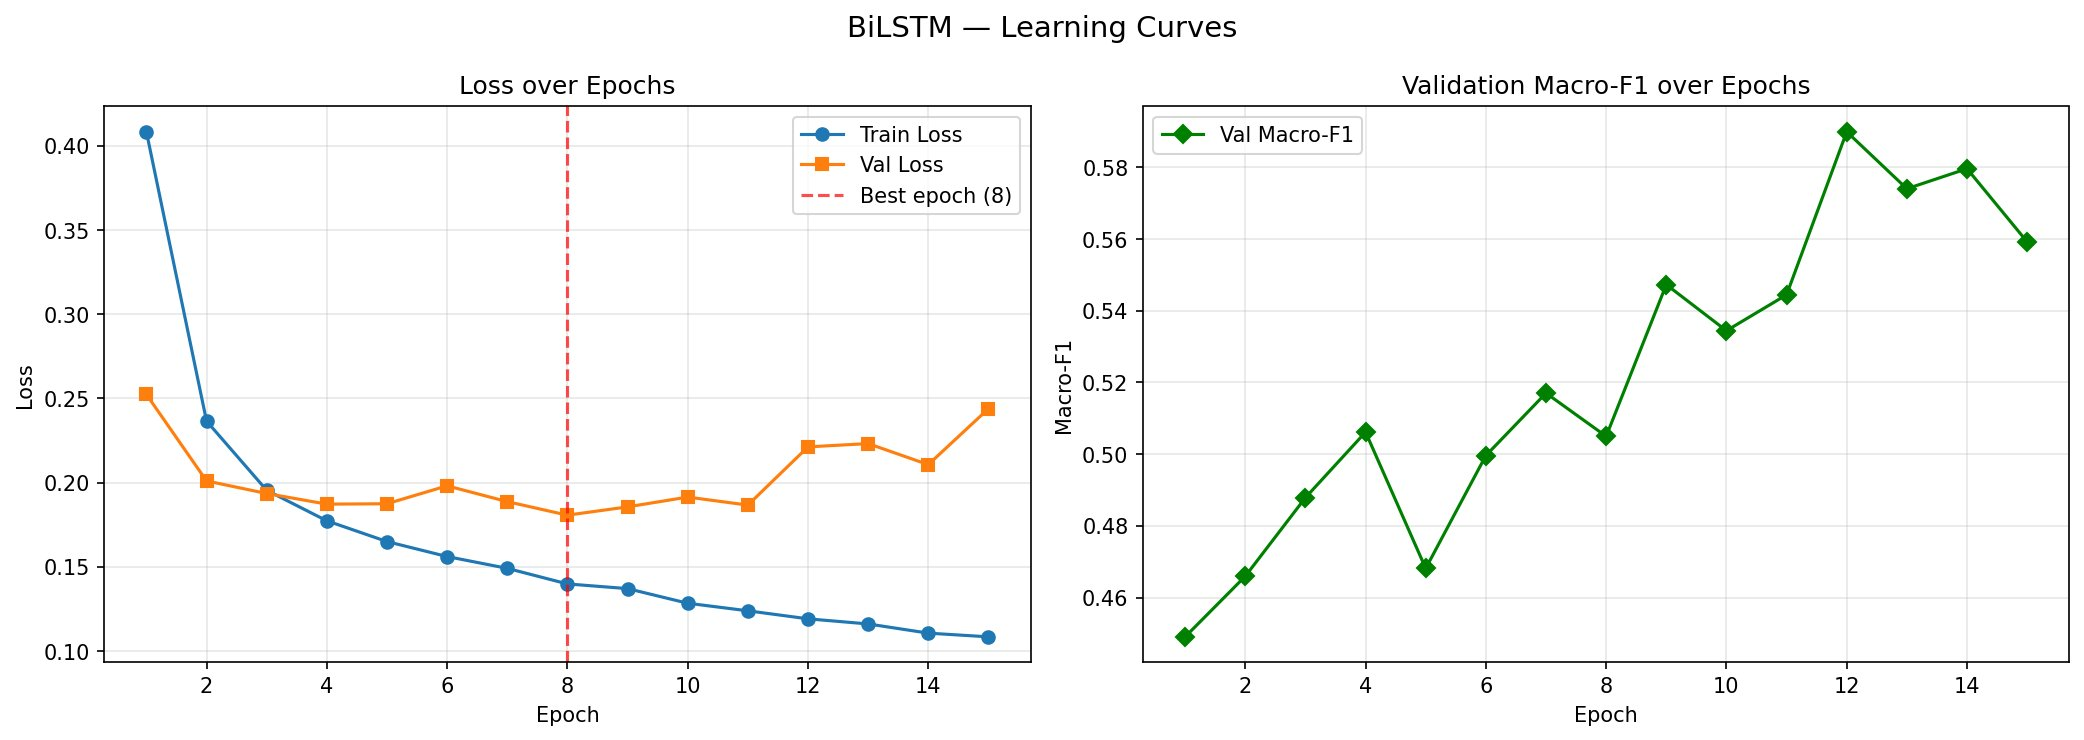 BiLSTM — Learning Curves
Loss over Epochs
Train Loss
Val Loss
Best epoch (8)
0.40
0.35
0.30
0.25
0.20
0.15
0.10
Loss
2 4 6 8 10 12 14
Epoch
Validation Macro-F1 over Epochs
Val Macro-F1
0.58
0.56
0.54
0.52
0.50
0.48
0.46
Macro-F1
2 4 6 8 10 12 14
Epoch